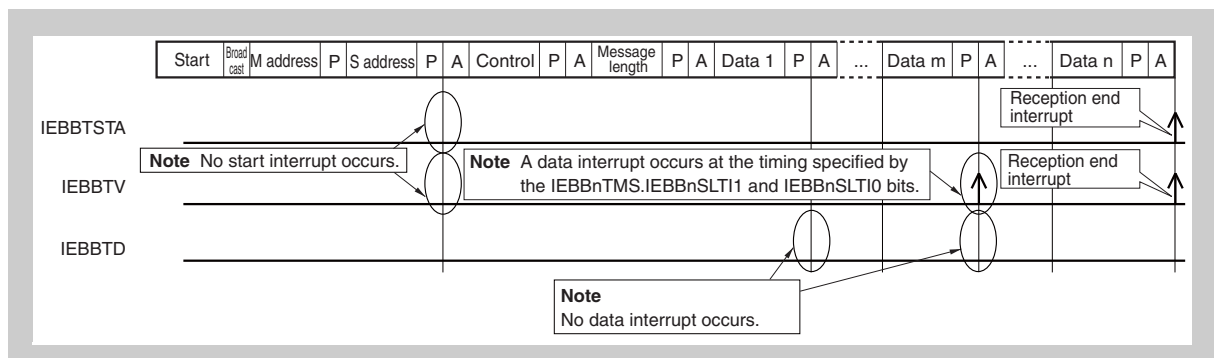 Start Broad cast M address P S address P A Control P A Message length P A Data 1 P A ... Data m P A ... Data n P A
Reception end
interrupt
IEBBTSTA
Note No start interrupt occurs.
Note A data interrupt occurs at the timing specified by
the IEBBnTMS.IEBBnSLTI1 and IEBBnSLTI0 bits.
Reception end
interrupt
IEBBTV
IEBBTD
Note
No data interrupt occurs.